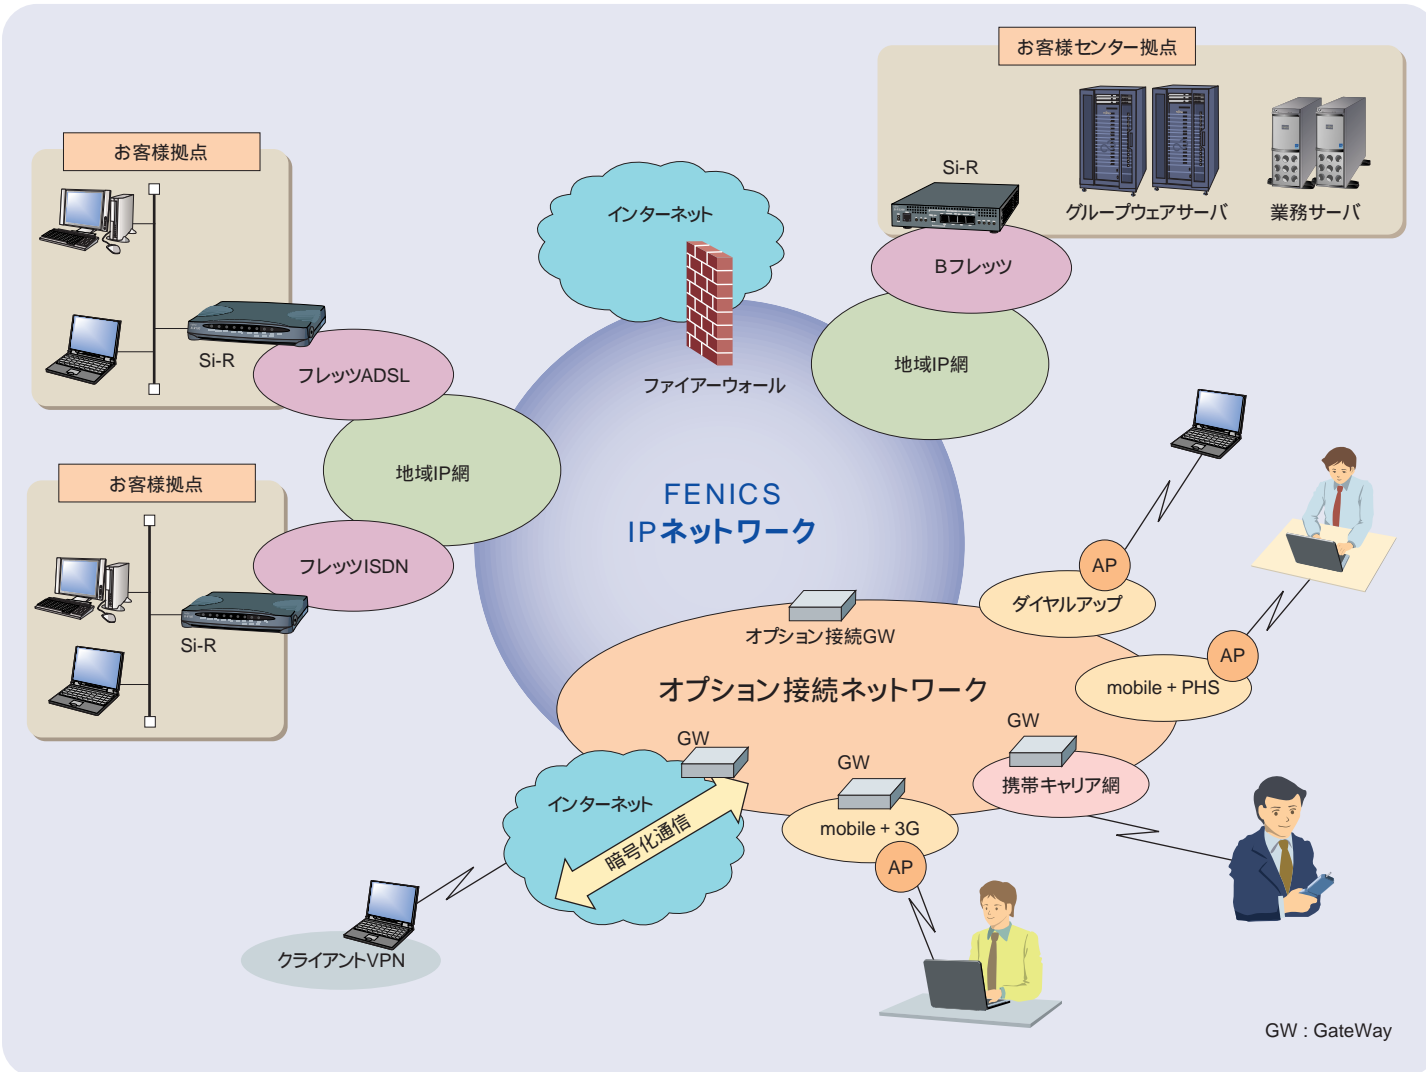 お客様センター拠点
Si-R
グループウェアサーバ
業務サーバ
お客様拠点
インターネット
Bフレッツ
Si-R
フレッツADSL
ファイアーウォール
地域IP網
地域IP網
お客様拠点
FENICS
IPネットワーク
フレッツISDN
Si-R
AP
ダイヤルアップ
オプション接続GW
AP
mobile + PHS
オプション接続ネットワーク
GW
GW
GW
携帯キャリア網
インターネット
暗号化通信
mobile + 3G
AP
クライアントVPN
GW : GateWay